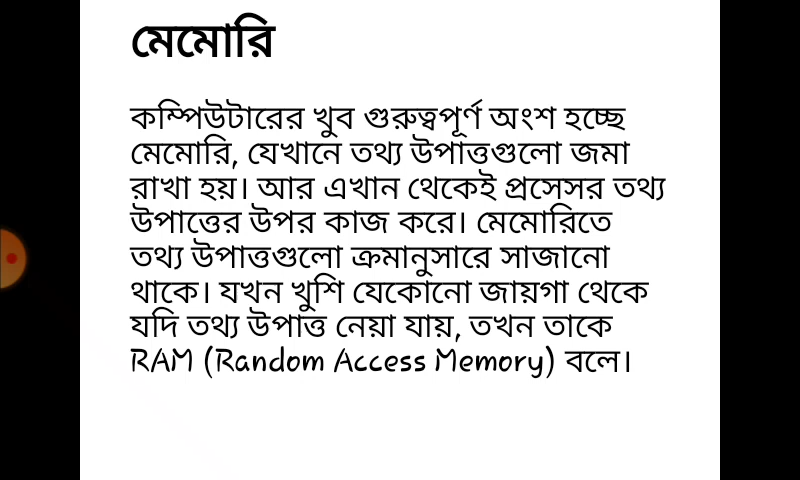 মেমোরি
কম্পিউটারের খুব গুরুত্বপূর্ণ অংশ হচ্ছে
মেমোরি, যেখানে তথ্য উপাত্তগুলো জমা
রাখা হয়। আর এখান থেকেই প্রসেসর তথ্য
উপাত্তের উপর কাজ করে। মেমোরিতে
তথ্য উপাত্তগুলো ক্রমানুসারে সাজানো
থাকে। যখন খুশি যেকোনো জায়গা থেকে
যদি তথ্য উপাত্ত নেয়া যায়, তখন তাকে
RAM (Random Access Memory) বলে।